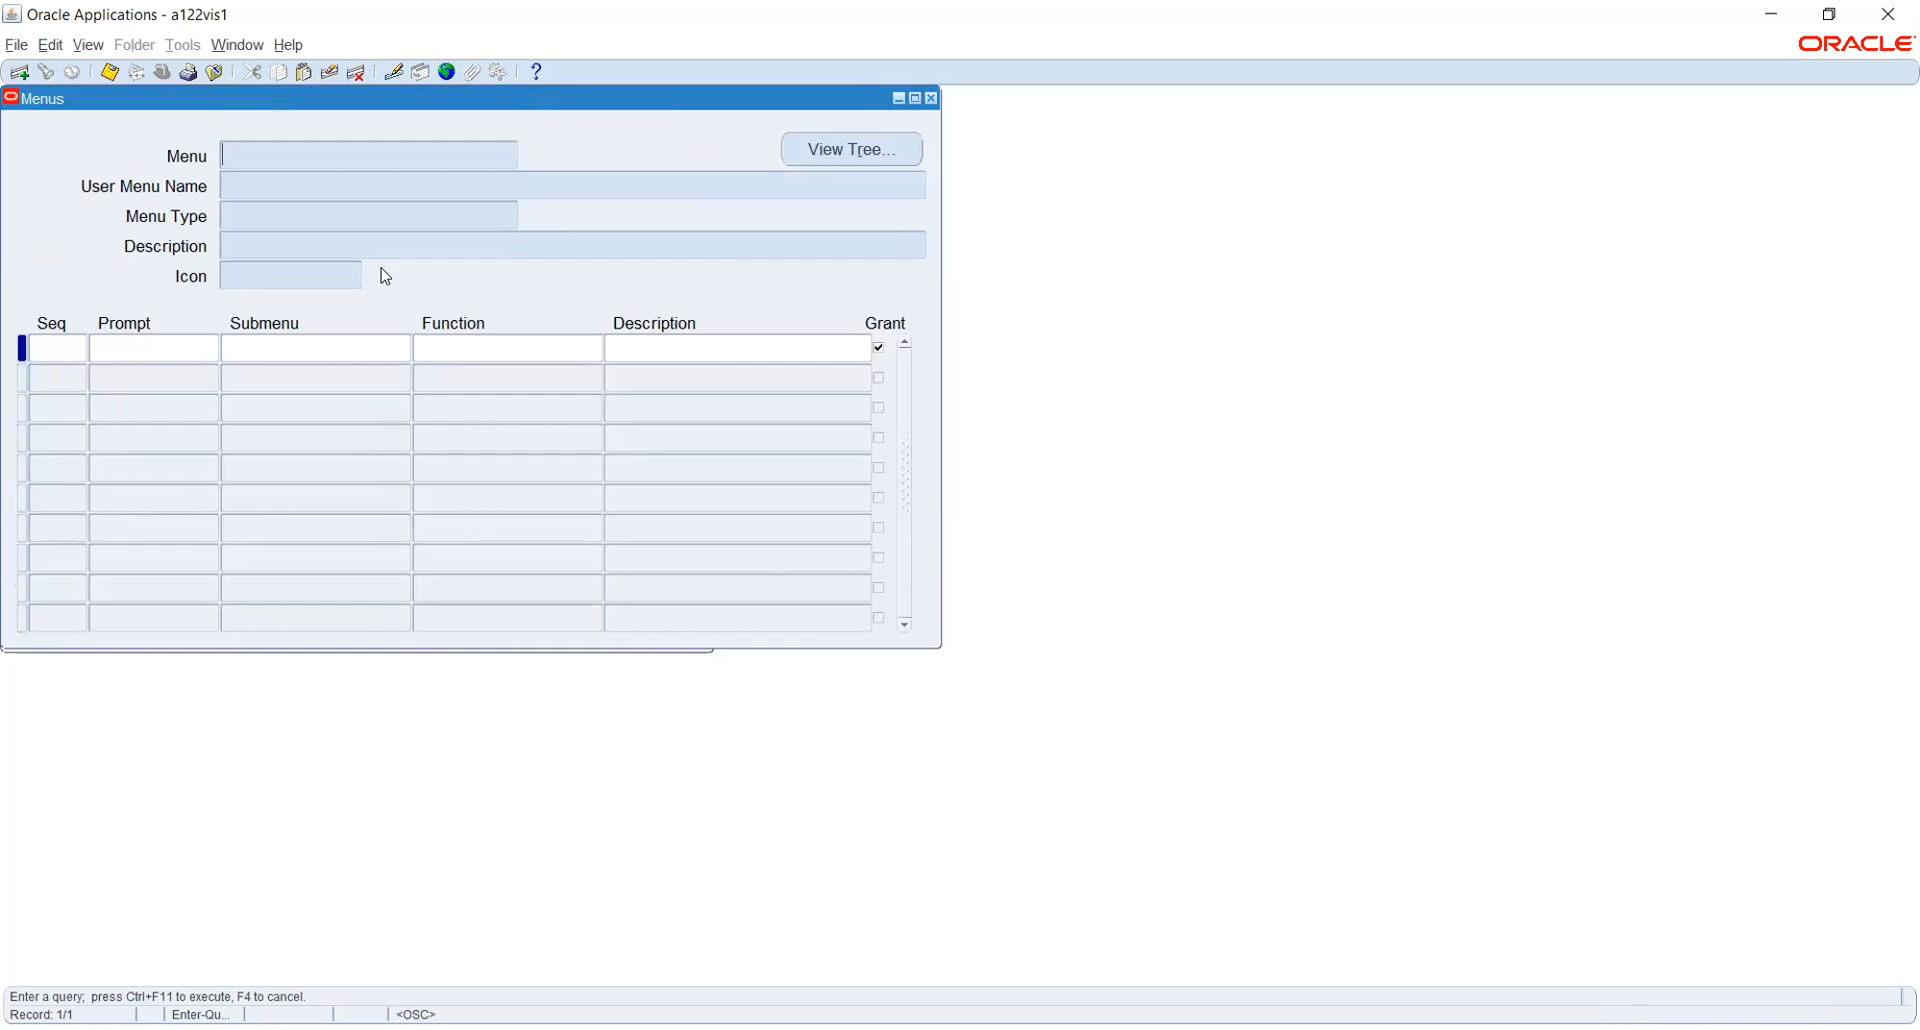 Oracle Applications - a122vis1
File Edit View Folder Tools Window Help
ORACLE
Menus
Menu
View Tree...
User Menu Name
Menu Type
Description
Icon
Seq Prompt Submenu Function Description Grant
Enter a query; press Ctrl+F11 to execute, F4 to cancel.
Record: 1/1 Enter-Qu... <OSC>